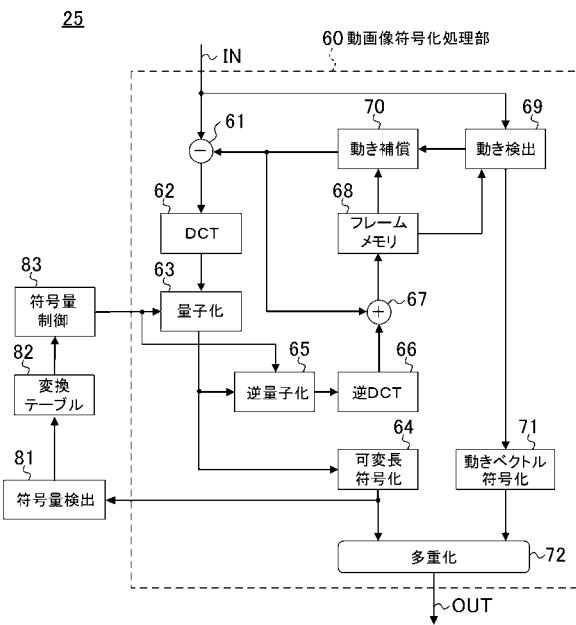 25
60 動画像符号化処理部
IN
61
−
70
動き補償
69
動き検出
62
DCT
68
フレーム
メモリ
83
符号量
制御
63
量子化
+
67
82
変換
テーブル
65
逆量子化
66
逆DCT
64
可変長
符号化
71
動きベクトル
符号化
81
符号量検出
多重化
72
OUT